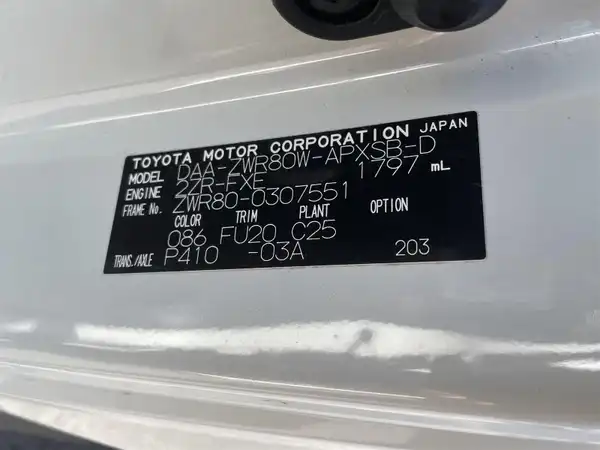 TOYOTA MOTOR CORPORATION JAPAN
MODEL DAA-ZWR80W-APXSB-D
ENGINE 2ZR-FXE 1797 mL
FRAME No. ZWR80-0307551
COLOR TRIM PLANT OPTION
086 FU20 C25
TRANS./AXLE P410 -03A 203